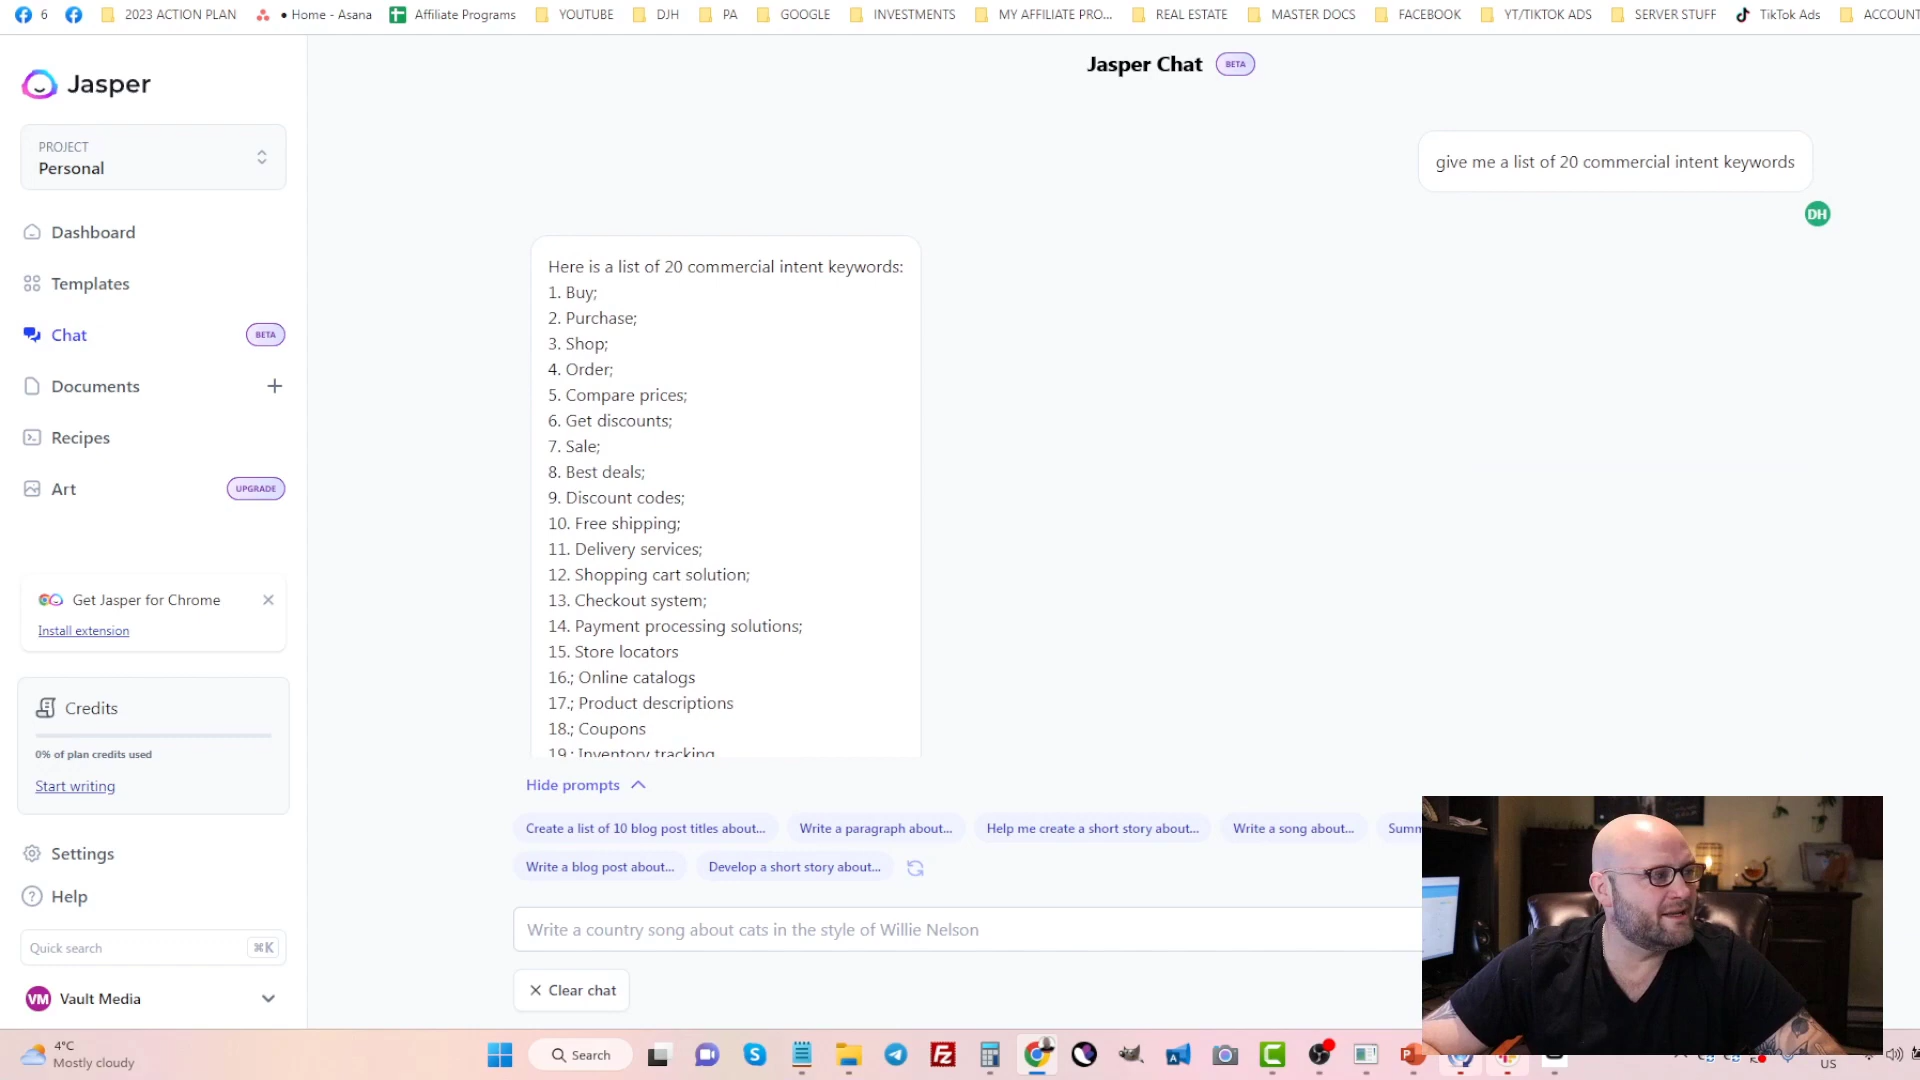 6
2023 ACTION PLAN
• Home - Asana
Affiliate Programs
YOUTUBE
DJH
PA
GOOGLE
INVESTMENTS
MY AFFILIATE PRO...
REAL ESTATE
MASTER DOCS
FACEBOOK
YT/TIKTOK ADS
SERVER STUFF
TikTok Ads
ACCOUNT
Jasper
Jasper Chat
BETA
PROJECT
Personal
give me a list of 20 commercial intent keywords
DH
Dashboard
Templates
Chat
BETA
Documents
Recipes
Art
UPGRADE
Here is a list of 20 commercial intent keywords:
1. Buy;
2. Purchase;
3. Shop;
4. Order;
5. Compare prices;
6. Get discounts;
7. Sale;
8. Best deals;
9. Discount codes;
10. Free shipping;
11. Delivery services;
12. Shopping cart solution;
13. Checkout system;
14. Payment processing solutions;
15. Store locators
16.; Online catalogs
17.; Product descriptions
18.; Coupons
19.; Inventory tracking
Get Jasper for Chrome
Install extension
Credits
0% of plan credits used
Start writing
Hide prompts
Create a list of 10 blog post titles about...
Write a paragraph about...
Help me create a short story about...
Write a song about...
Summ
Write a blog post about...
Develop a short story about...
Settings
Help
Write a country song about cats in the style of Willie Nelson
Quick search
⌘K
Clear chat
VM
Vault Media
4°C
Mostly cloudy
Search
US